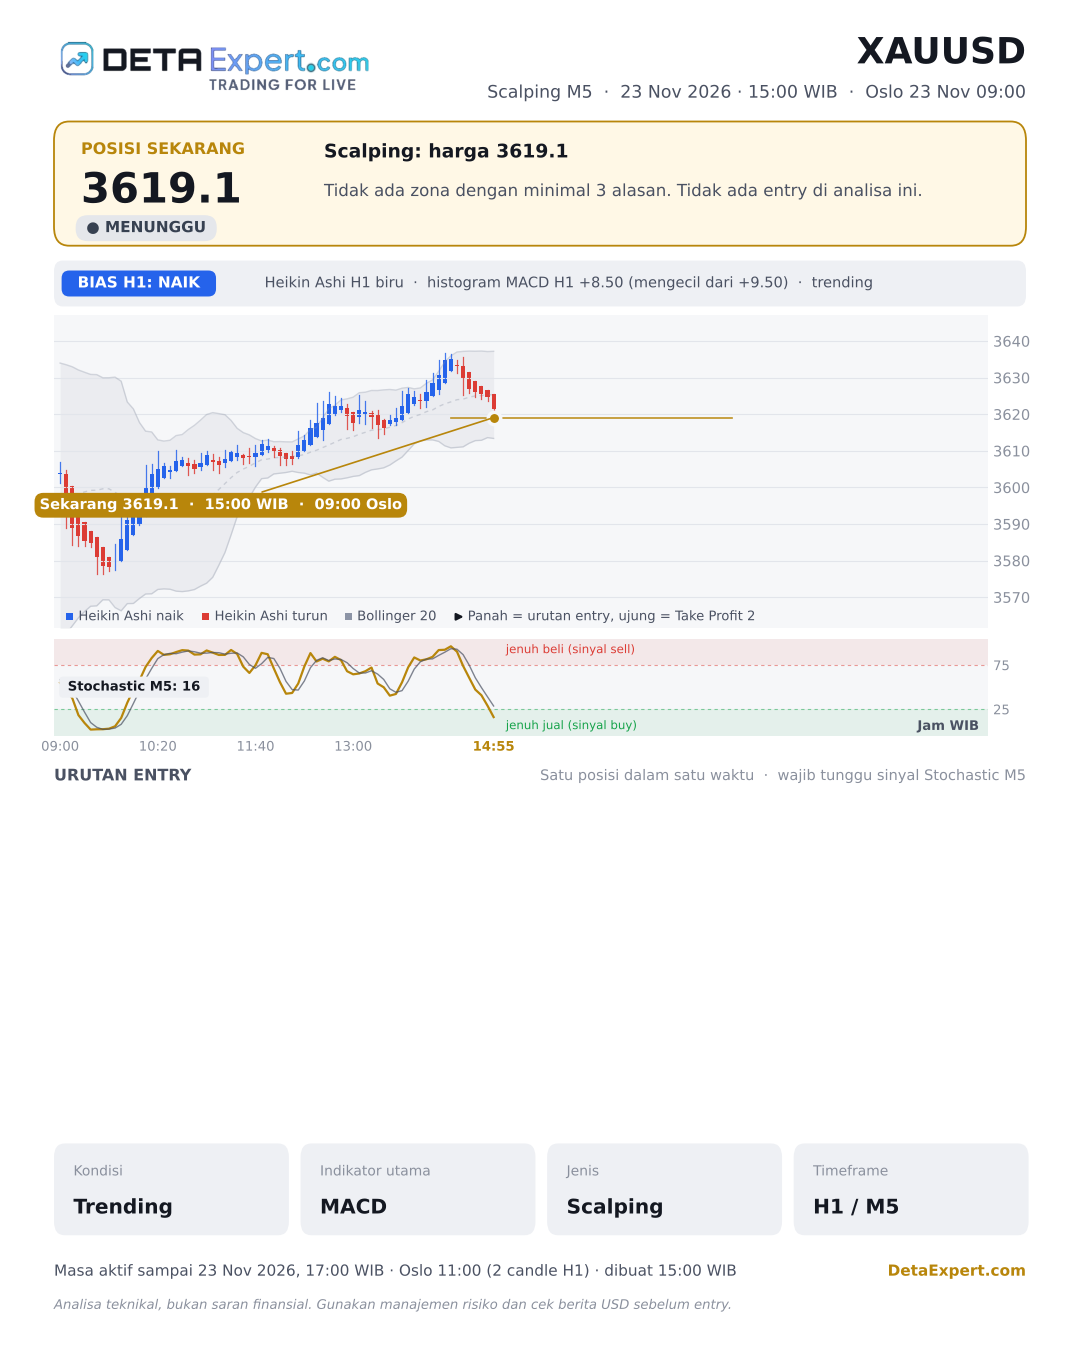 DETA Expert.com
TRADING FOR LIVE
XAUUSD
Scalping M5 · 23 Nov 2026 · 15:00 WIB · Oslo 23 Nov 09:00
POSISI SEKARANG
3619.1
● MENUNGGU
Scalping: harga 3619.1
Tidak ada zona dengan minimal 3 alasan. Tidak ada entry di analisa ini.
BIAS H1: NAIK
Heikin Ashi H1 biru · histogram MACD H1 +8.50 (mengecil dari +9.50) · trending
3640
3630
3620
3610
3600
3590
3580
3570
Sekarang 3619.1 · 15:00 WIB · 09:00 Oslo
Heikin Ashi naik
Heikin Ashi turun
Bollinger 20
Panah = urutan entry, ujung = Take Profit 2
jenuh beli (sinyal sell)
75
Stochastic M5: 16
25
jenuh jual (sinyal buy)
Jam WIB
09:00 10:20 11:40 13:00 14:55
URUTAN ENTRY
Satu posisi dalam satu waktu · wajib tunggu sinyal Stochastic M5
Kondisi
Trending
Indikator utama
MACD
Jenis
Scalping
Timeframe
H1 / M5
Masa aktif sampai 23 Nov 2026, 17:00 WIB · Oslo 11:00 (2 candle H1) · dibuat 15:00 WIB
DetaExpert.com
Analisa teknikal, bukan saran finansial. Gunakan manajemen risiko dan cek berita USD sebelum entry.